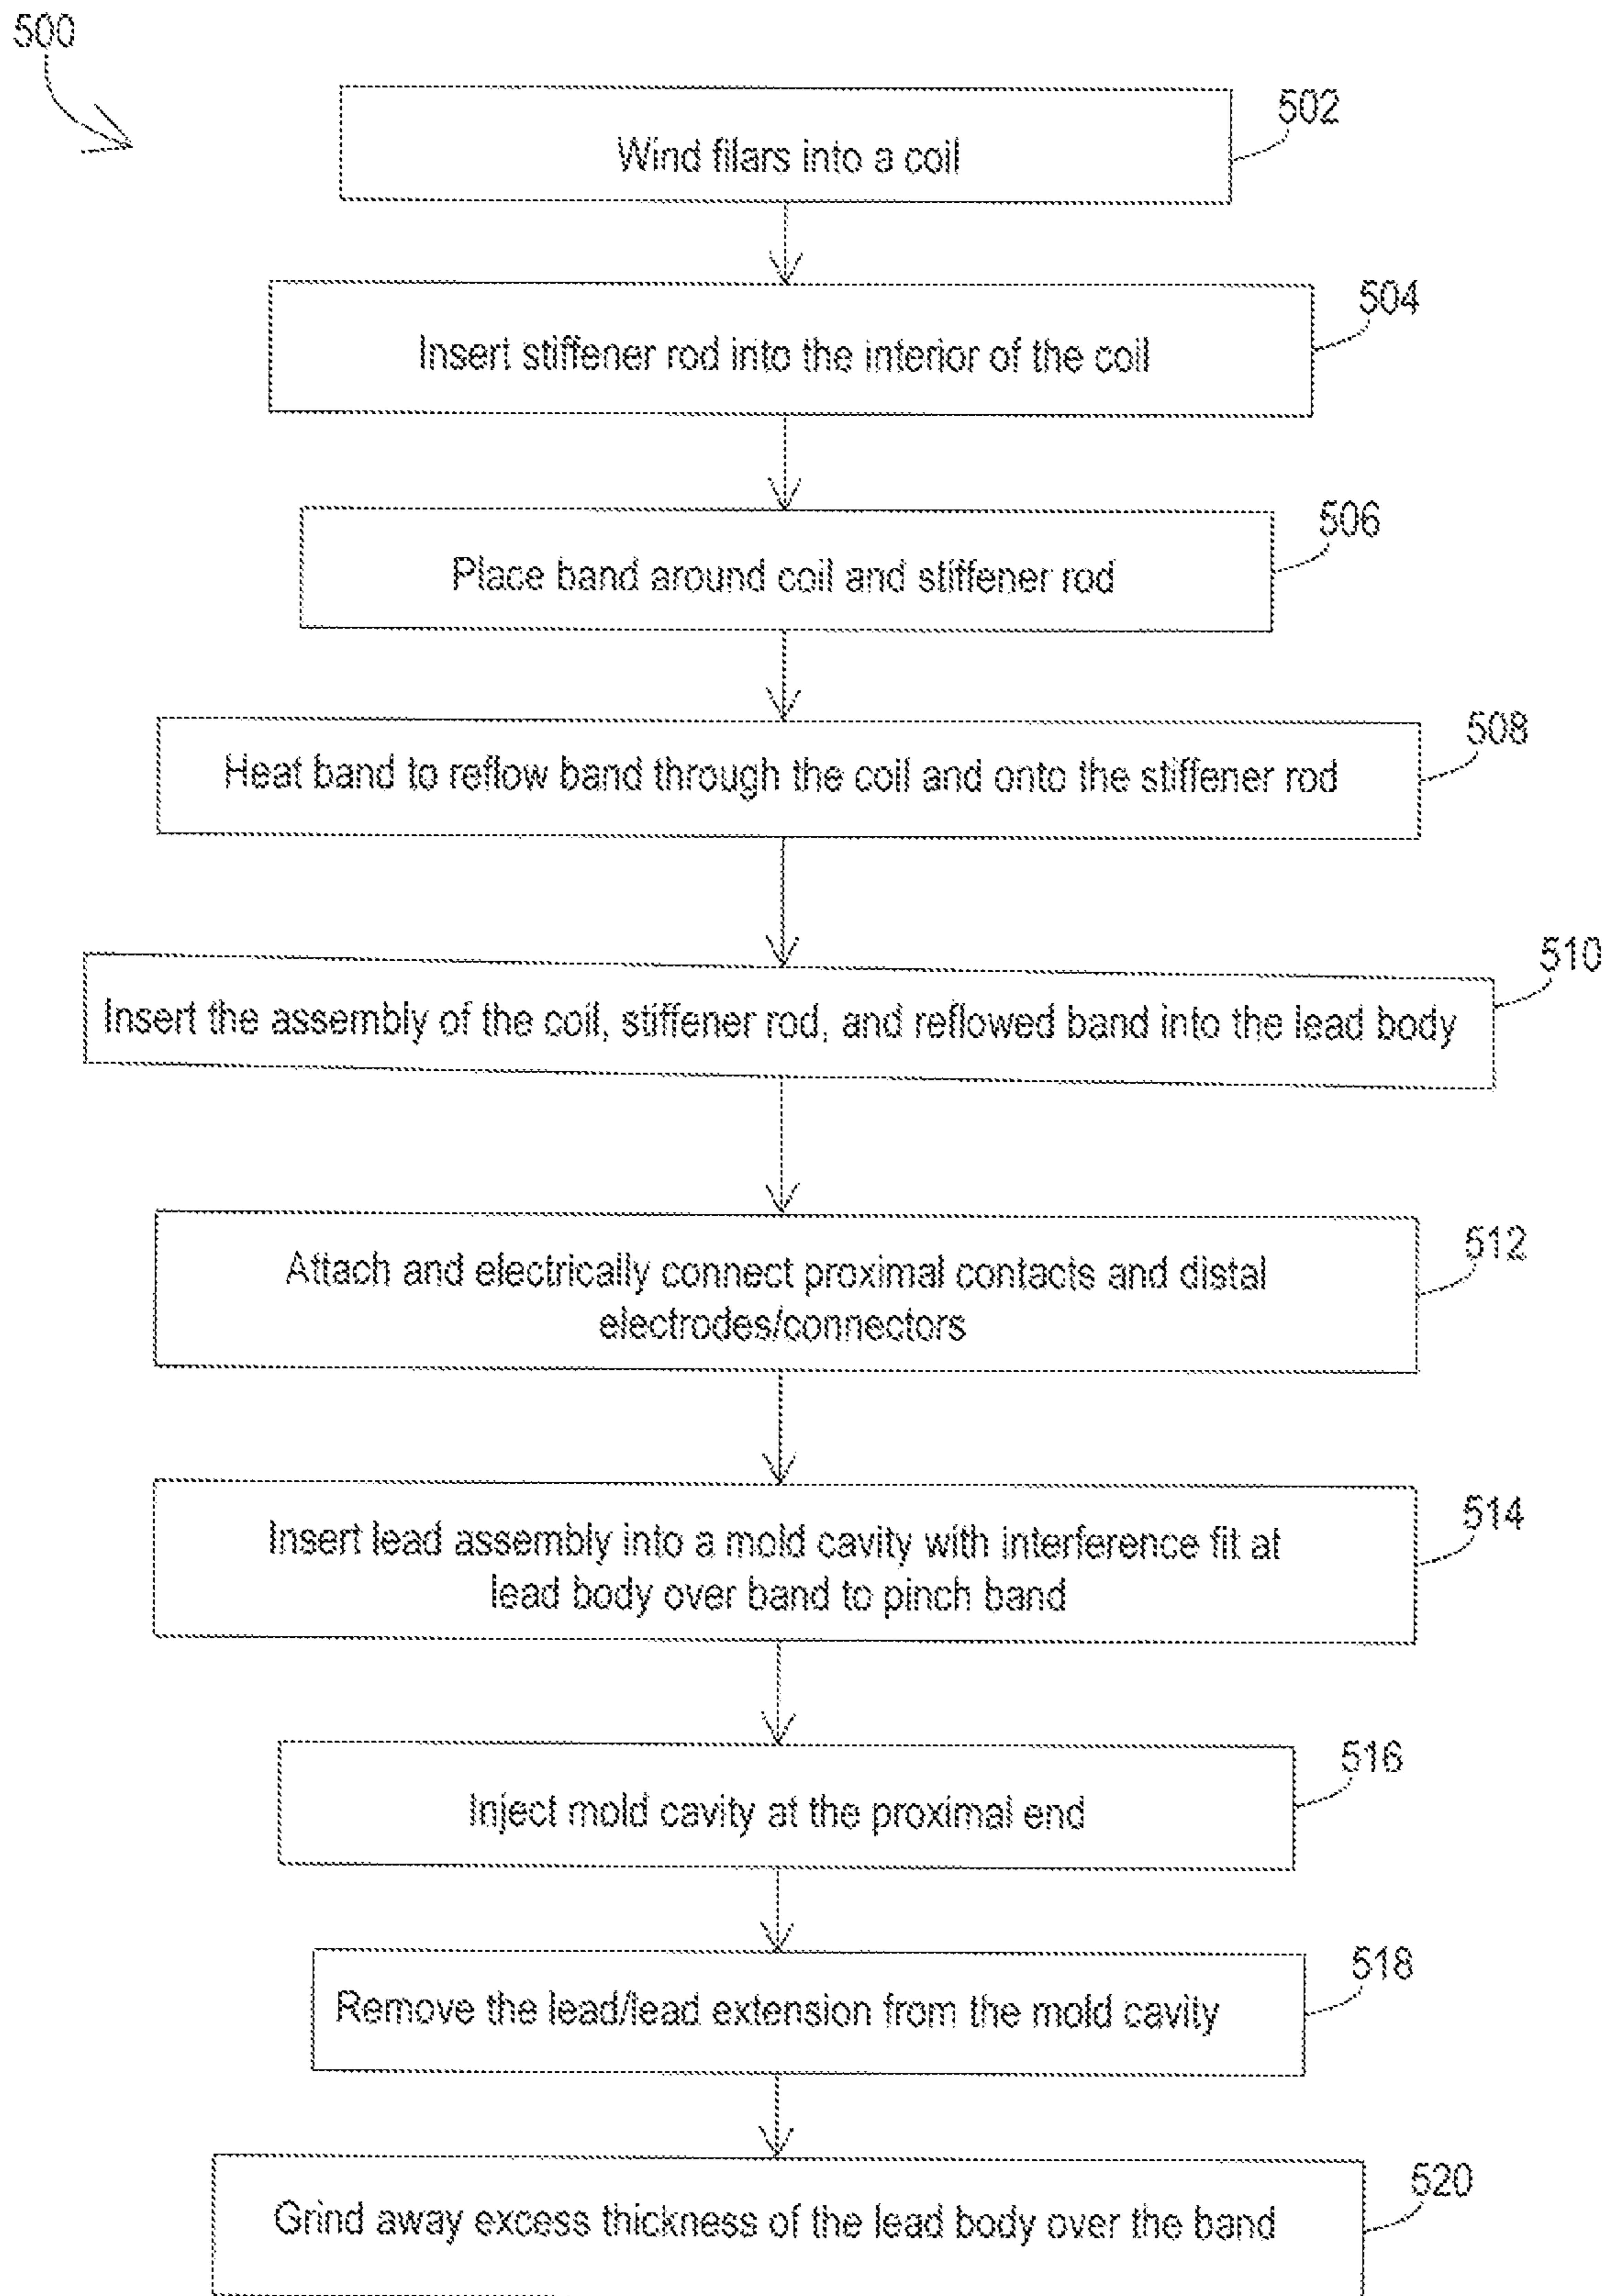 500
502
Wind filars into a coil
504
Insert stiffener rod into the interior of the coil
506
Place band around coil and stiffener rod
508
Heat band to reflow band through the coil and onto the stiffener rod
510
Insert the assembly of the coil, stiffener rod, and reflowed band into the lead body
512
Attach and electrically connect proximal contacts and distal
electrodes/connectors
514
Insert lead assembly into a mold cavity with interference fit at
lead body over band to pinch band
516
Inject mold cavity at the proximal end
518
Remove the lead/lead extension from the mold cavity
520
Grind away excess thickness of the lead body over the band